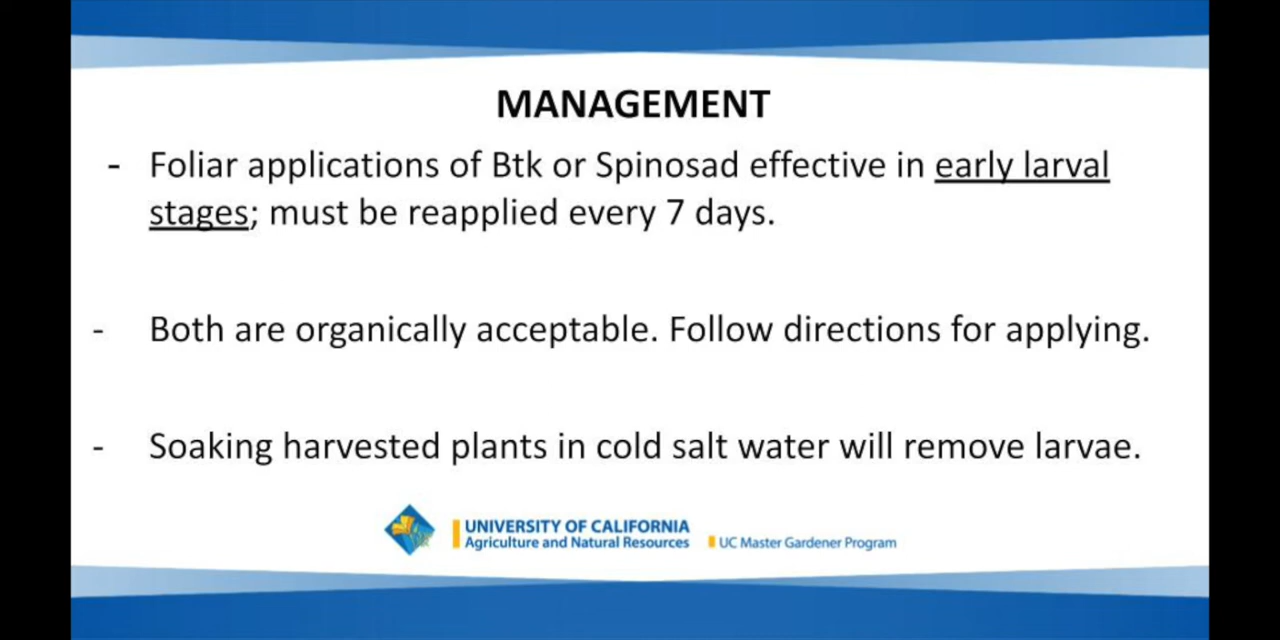 MANAGEMENT
- Foliar applications of Btk or Spinosad effective in early larval
stages; must be reapplied every 7 days.
- Both are organically acceptable. Follow directions for applying.
- Soaking harvested plants in cold salt water will remove larvae.
UNIVERSITY OF CALIFORNIA
Agriculture and Natural Resources
UC Master Gardener Program